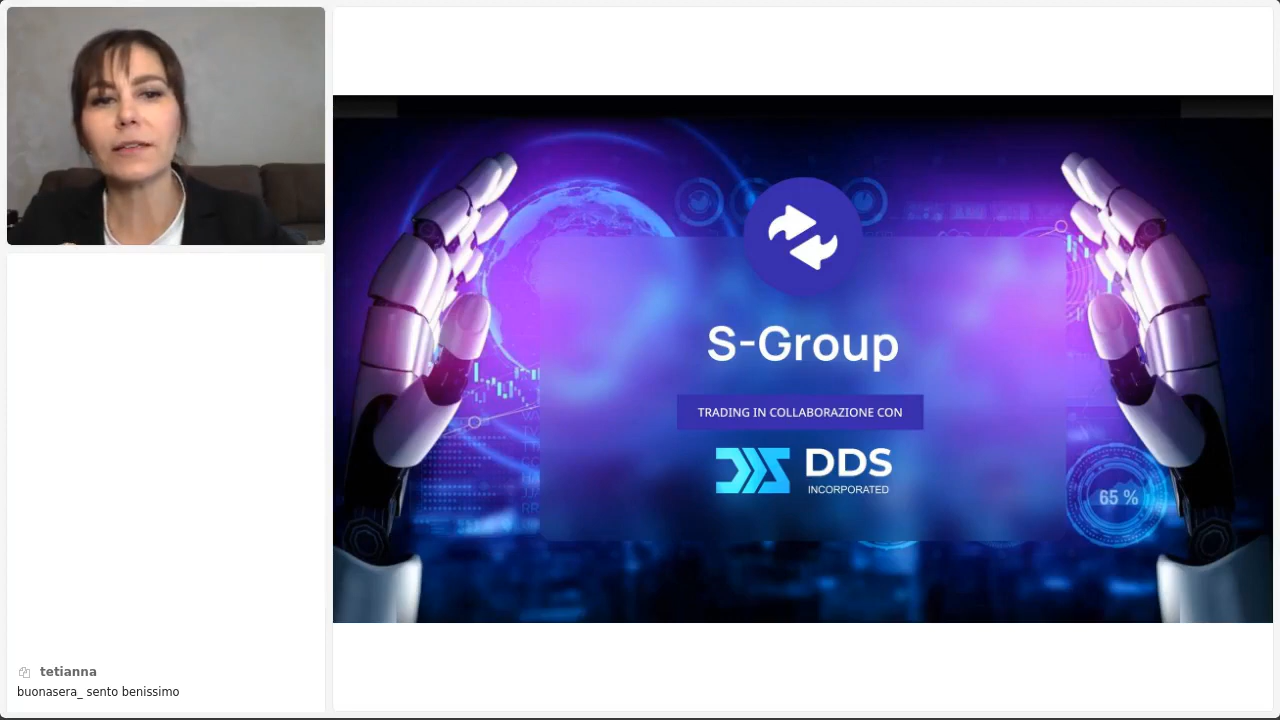 S-Group
TRADING IN COLLABORAZIONE CON
DDS
INCORPORATED
65 %
tetianna
buonasera_ sento benissimo